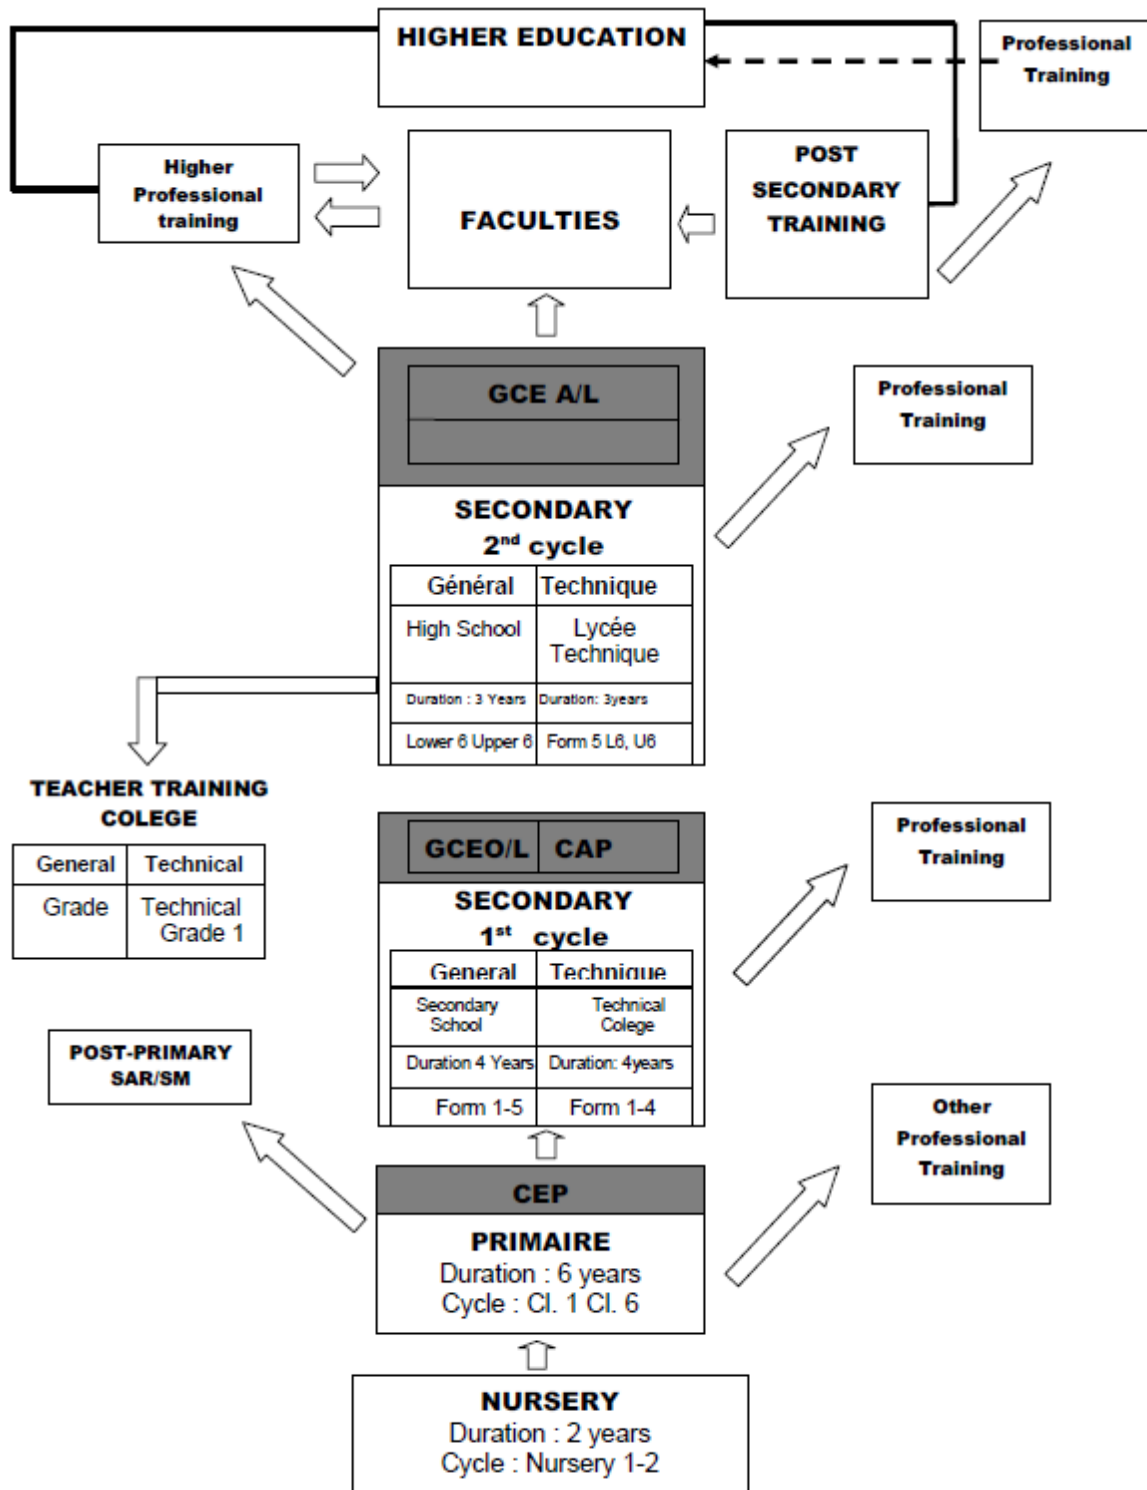 HIGHER EDUCATION
Professional
Training
Higher
Professional
training
FACULTIES
POST
SECONDARY
TRAINING
GCE A/L
Professional
Training
SECONDARY
2nd cycle
Général Technique
High School Lycée
Technique
Duration : 3 Years Duration: 3years
Lower 6 Upper 6 Form 5 L6, U6
TEACHER TRAINING
COLEGE
General Technical
Grade Technical
Grade 1
GCEO/L CAP
Professional
Training
SECONDARY
1st cycle
General Technique
Secondary Technical
School Colege
Duration 4 Years Duration: 4years
Form 1-5 Form 1-4
POST-PRIMARY
SAR/SM
Other
Professional
Training
CEP
PRIMAIRE
Duration : 6 years
Cycle : Cl. 1 Cl. 6
NURSERY
Duration : 2 years
Cycle : Nursery 1-2